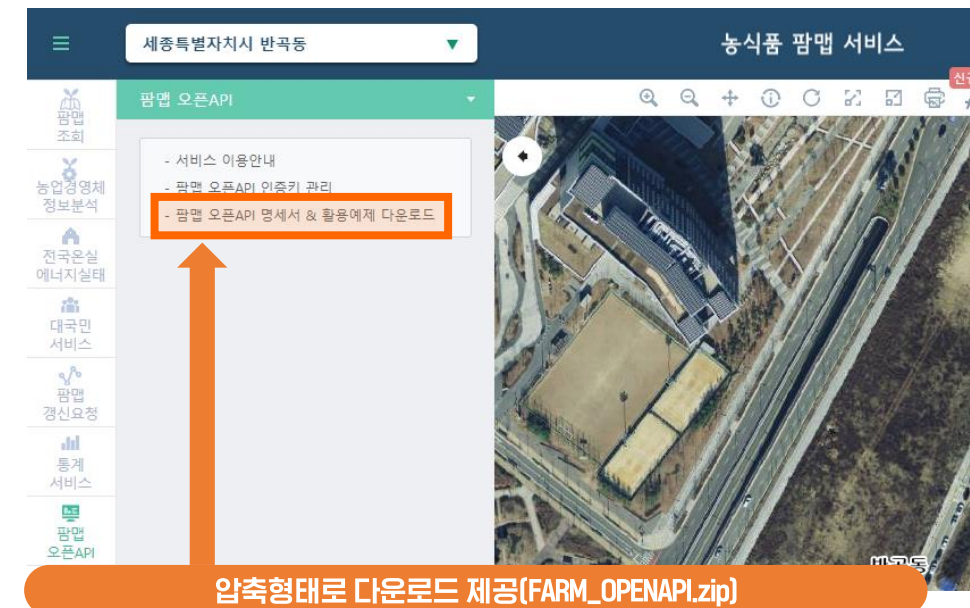 세종특별자치시 반곡동
농식품 팜맵 서비스
팜맵
조회
농업경영체
정보분석
전국온실
에너지실태
대국민
서비스
팜맵
갱신요청
통계
서비스
팜맵
오픈API
팜맵 오픈API
- 서비스 이용안내
- 팜맵 오픈API 인증키 관리
- 팜맵 오픈API 명세서 & 활용예제 다운로드
반곡동
압축형태로 다운로드 제공(FARM_OPENAPI.zip)